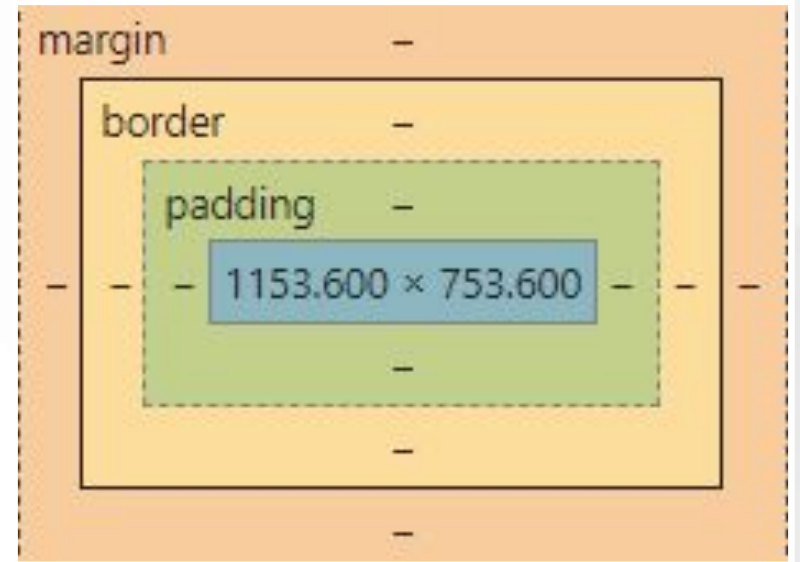 margin –
border –
padding –
– – – 1153.600 × 753.600 – – –
–
–
–